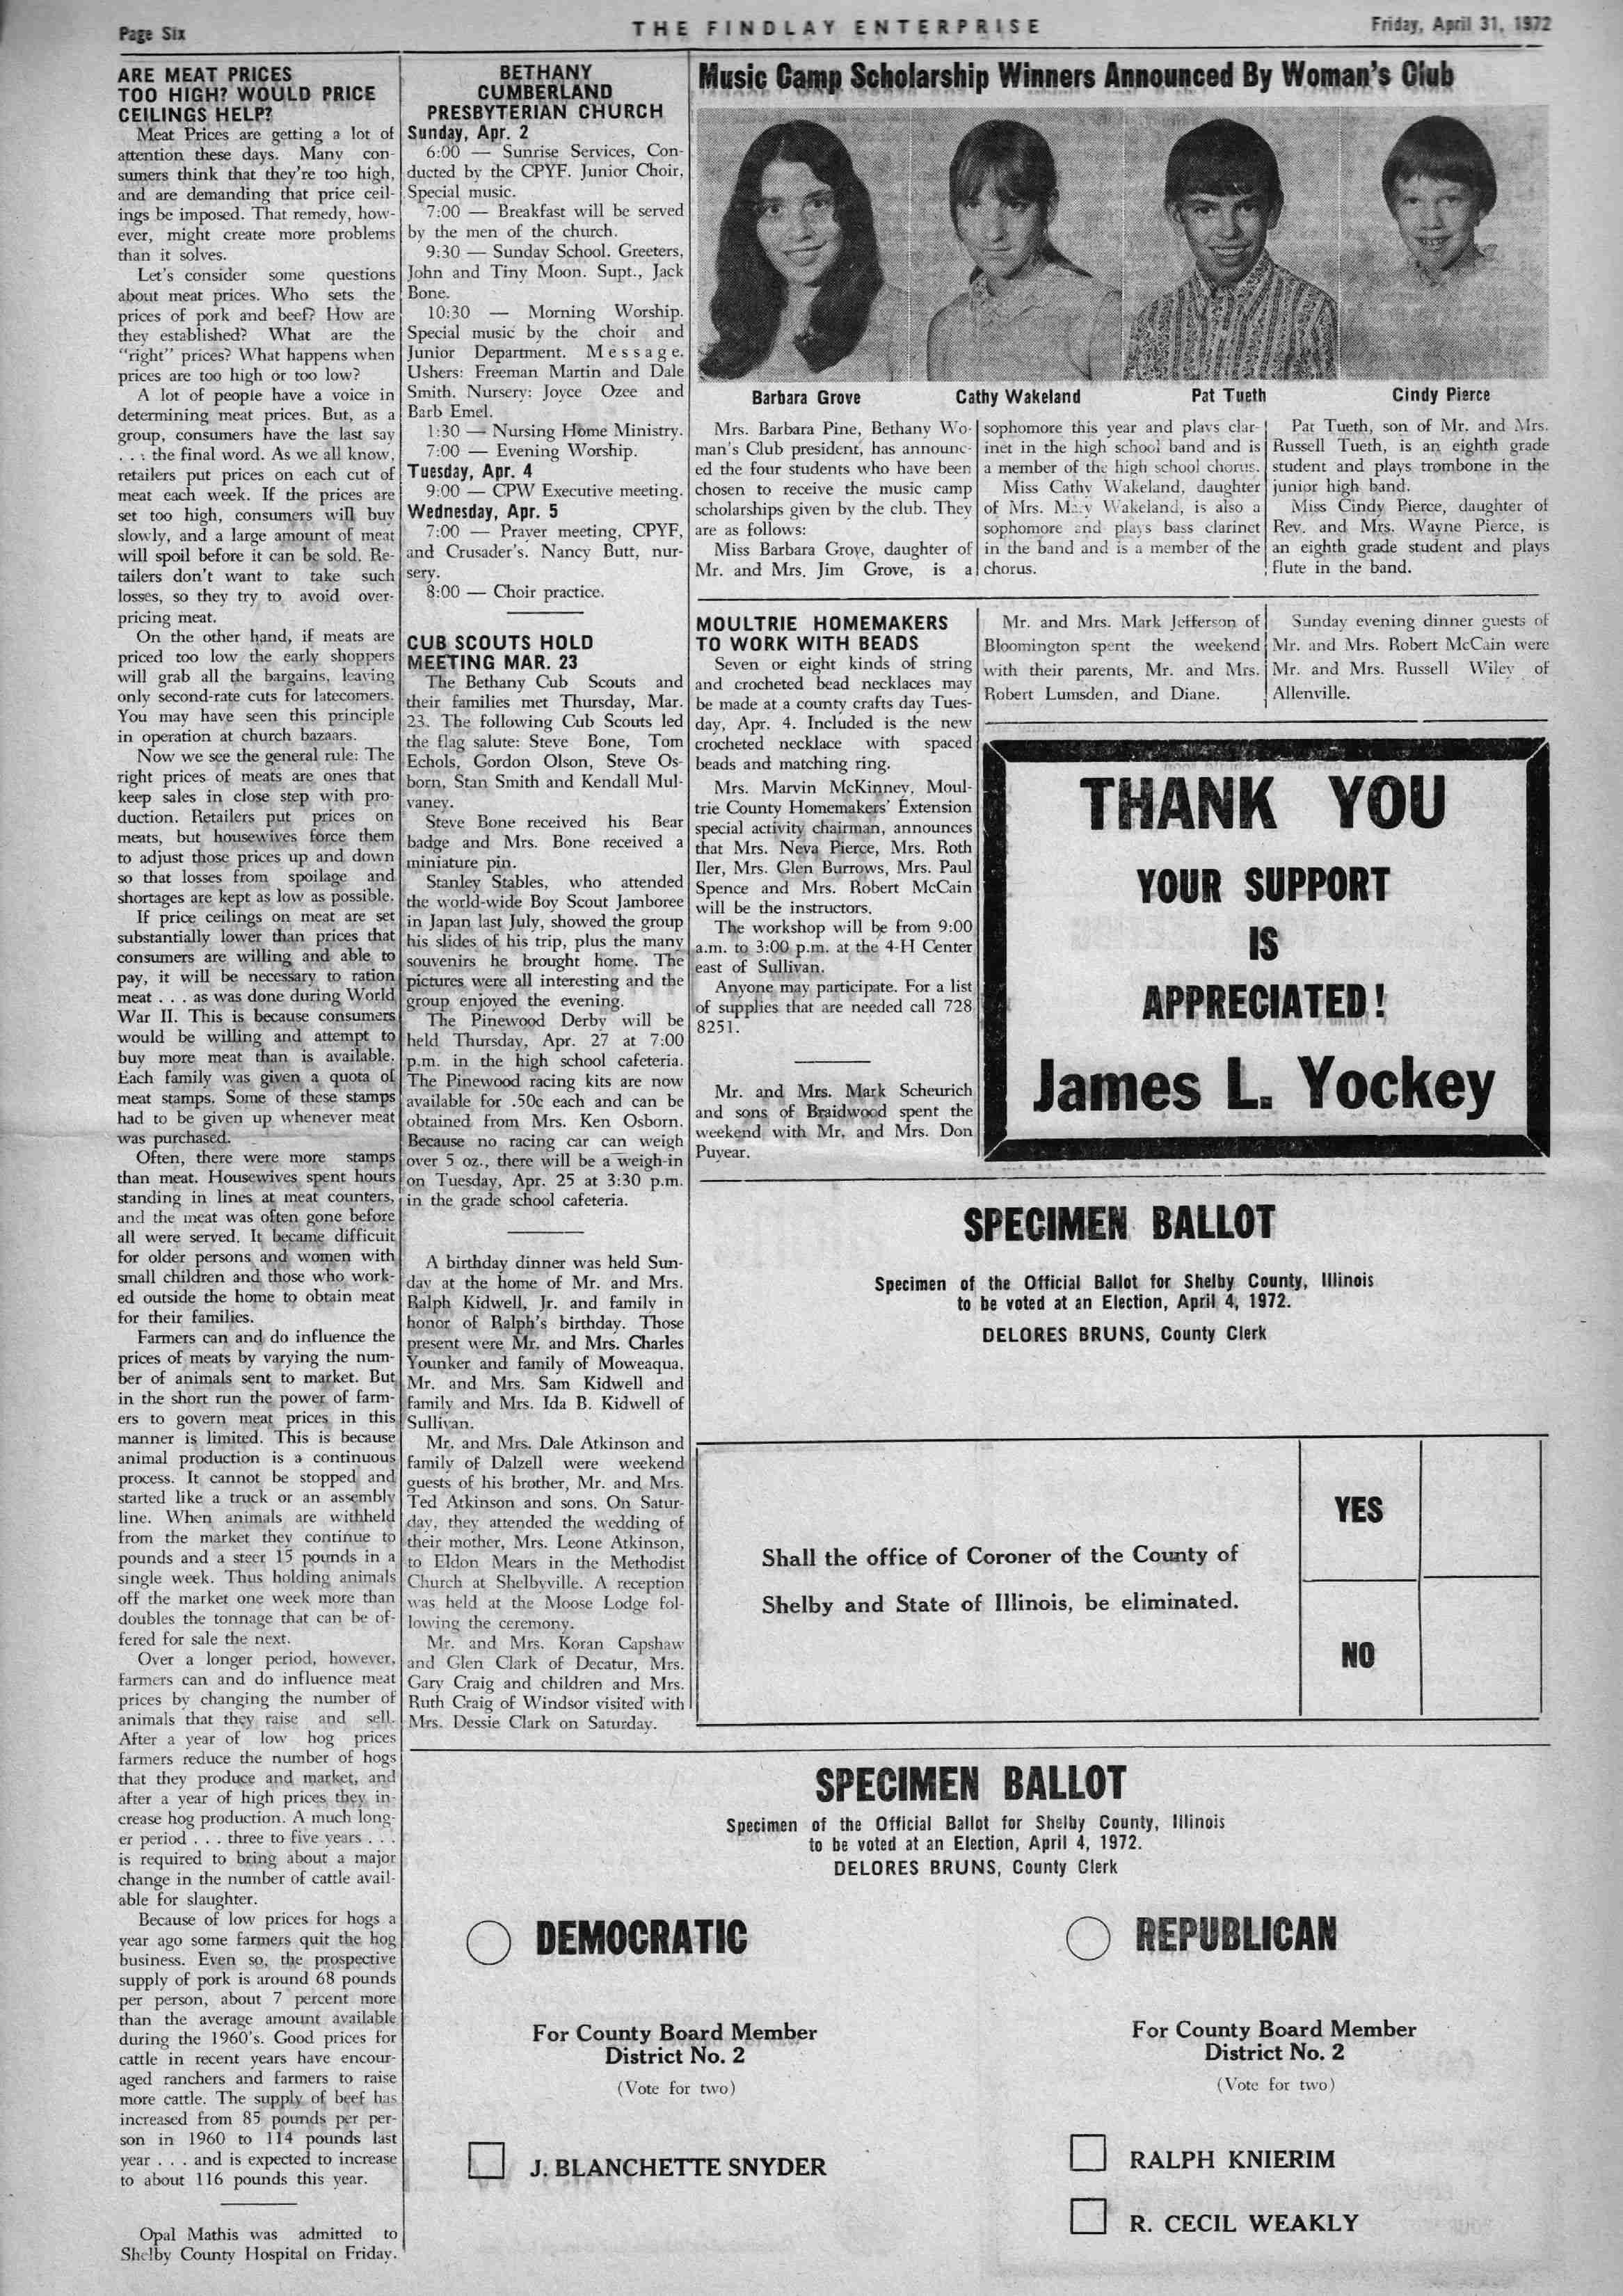 Page Six
THE FINDLAY ENTERPRISE
Friday, April 31, 1972
ARE MEAT PRICES
TOO HIGH? WOULD PRICE
CEILINGS HELP?
Meat Prices are getting a lot of
attention these days. Many con-
sumers think that they're too high,
and are demanding that price ceil-
ings be imposed. That remedy, how-
ever, might create more problems
than it solves.
Let's consider some questions
about meat prices. Who sets the
prices of pork and beef? How are
they established? What are the
"right" prices? What happens when
prices are too high or too low?
A lot of people have a voice in
determining meat prices. But, as a
group, consumers have the last say
. . . the final word. As we all know,
retailers put prices on each cut of
meat each week. If the prices are
set too high, consumers will buy
slowly, and a large amount of meat
will spoil before it can be sold. Re-
tailers don't want to take such
losses, so they try to avoid over-
pricing meat.
On the other hand, if meats are
priced too low the early shoppers
will grab all the bargains, leaving
only second-rate cuts for latecomers.
You may have seen this principle
in operation at church bazaars.
Now we see the general rule: The
right prices of meats are ones that
keep sales in close step with pro-
duction. Retailers put prices on
meats, but housewives force them
to adjust those prices up and down
so that losses from spoilage and
shortages are kept as low as possible.
If price ceilings on meat are set
substantially lower than prices that
consumers are willing and able to
pay, it will be necessary to ration
meat . . . as was done during World
War II. This is because consumers
would be willing and attempt to
buy more meat than is available.
Each family was given a quota of
meat stamps. Some of these stamps
had to be given up whenever meat
was purchased.
Often, there were more stamps
than meat. Housewives spent hours
standing in lines at meat counters,
and the meat was often gone before
all were served. It became difficult
for older persons and women with
small children and those who work-
ed outside the home to obtain meat
for their families.
Farmers can and do influence the
prices of meats by varying the num-
ber of animals sent to market. But
in the short run the power of farm-
ers to govern meat prices in this
manner is limited. This is because
animal production is a continuous
process. It cannot be stopped and
started like a truck or an assembly
line. When animals are withheld
from the market they continue to
pounds and a steer 15 pounds in a
single week. Thus holding animals
off the market one week more than
doubles the tonnage that can be of-
fered for sale the next.
Over a longer period, however,
farmers can and do influence meat
prices by changing the number of
animals that they raise and sell.
After a year of low hog prices
farmers reduce the number of hogs
that they produce and market, and
after a year of high prices they in-
crease hog production. A much long-
er period . . . three to five years . . .
is required to bring about a major
change in the number of cattle avail-
able for slaughter.
Because of low prices for hogs a
year ago some farmers quit the hog
business. Even so, the prospective
supply of pork is around 68 pounds
per person, about 7 percent more
than the average amount available
during the 1960's. Good prices for
cattle in recent years have encour-
aged ranchers and farmers to raise
more cattle. The supply of beef has
increased from 85 pounds per per-
son in 1960 to 114 pounds last
year . . . and is expected to increase
to about 116 pounds this year.
Opal Mathis was admitted to
Shelby County Hospital on Friday.
BETHANY
CUMBERLAND
PRESBYTERIAN CHURCH
Sunday, Apr. 2
6:00 — Sunrise Services, Con-
ducted by the CPYF. Junior Choir,
Special music.
7:00 — Breakfast will be served
by the men of the church.
9:30 — Sunday School. Greeters,
John and Tiny Moon. Supt., Jack
Bone.
10:30 — Morning Worship.
Special music by the choir and
Junior Department. Message.
Ushers: Freeman Martin and Dale
Smith. Nursery: Joyce Ozee and
Barb Emel.
1:30 — Nursing Home Ministry.
7:00 — Evening Worship.
Tuesday, Apr. 4
9:00 — CPW Executive meeting.
Wednesday, Apr. 5
7:00 — Prayer meeting, CPYF,
and Crusader's. Nancy Butt, nur-
sery.
8:00 — Choir practice.
CUB SCOUTS HOLD
MEETING MAR. 23
The Bethany Cub Scouts and
their families met Thursday, Mar.
23. The following Cub Scouts led
the flag salute: Steve Bone, Tom
Echols, Gordon Olson, Steve Os-
born, Stan Smith and Kendall Mul-
vaney.
Steve Bone received his Bear
badge and Mrs. Bone received a
miniature pin.
Stanley Stables, who attended
the world-wide Boy Scout Jamboree
in Japan last July, showed the group
his slides of his trip, plus the many
souvenirs he brought home. The
pictures were all interesting and the
group enjoyed the evening.
The Pinewood Derby will be
held Thursday, Apr. 27 at 7:00
p.m. in the high school cafeteria.
The Pinewood racing kits are now
available for .50c each and can be
obtained from Mrs. Ken Osborn.
Because no racing car can weigh
over 5 oz., there will be a weigh-in
on Tuesday, Apr. 25 at 3:30 p.m.
in the grade school cafeteria.
A birthday dinner was held Sun-
day at the home of Mr. and Mrs.
Ralph Kidwell, Jr. and family in
honor of Ralph's birthday. Those
present were Mr. and Mrs. Charles
Younker and family of Moweaqua,
Mr. and Mrs. Sam Kidwell and
family and Mrs. Ida B. Kidwell of
Sullivan.
Mr. and Mrs. Dale Atkinson and
family of Dalzell were weekend
guests of his brother, Mr. and Mrs.
Ted Atkinson and sons. On Satur-
day, they attended the wedding of
their mother, Mrs. Leone Atkinson,
to Eldon Mears in the Methodist
Church at Shelbyville. A reception
was held at the Moose Lodge fol-
lowing the ceremony.
Mr. and Mrs. Koran Capshaw
and Glen Clark of Decatur, Mrs.
Gary Craig and children and Mrs.
Ruth Craig of Windsor visited with
Mrs. Dessie Clark on Saturday.
Music Camp Scholarship Winners Announced By Woman's Club
Barbara Grove
Cathy Wakeland
Pat Tueth
Cindy Pierce
Mrs. Barbara Pine, Bethany Wo-
man's Club president, has announc-
ed the four students who have been
chosen to receive the music camp
scholarships given by the club. They
are as follows:
Miss Barbara Grove, daughter of
Mr. and Mrs. Jim Grove, is a
sophomore this year and plays clar-
inet in the high school band and is
a member of the high school chorus.
Miss Cathy Wakeland, daughter
of Mrs. Mary Wakeland, is also a
sophomore and plays bass clarinet
in the band and is a member of the
chorus.
Pat Tueth, son of Mr. and Mrs.
Russell Tueth, is an eighth grade
student and plays trombone in the
junior high band.
Miss Cindy Pierce, daughter of
Rev. and Mrs. Wayne Pierce, is
an eighth grade student and plays
flute in the band.
MOULTRIE HOMEMAKERS
TO WORK WITH BEADS
Seven or eight kinds of string
and crocheted bead necklaces may
be made at a county crafts day Tues-
day, Apr. 4. Included is the new
crocheted necklace with spaced
beads and matching ring.
Mrs. Marvin McKinney, Moul-
trie County Homemakers' Extension
special activity chairman, announces
that Mrs. Neva Pierce, Mrs. Roth
Iler, Mrs. Glen Burrows, Mrs. Paul
Spence and Mrs. Robert McCain
will be the instructors.
The workshop will be from 9:00
a.m. to 3:00 p.m. at the 4-H Center
east of Sullivan.
Anyone may participate. For a list
of supplies that are needed call 728
8251.
Mr. and Mrs. Mark Scheurich
and sons of Braidwood spent the
weekend with Mr. and Mrs. Don
Puyear.
Mr. and Mrs. Mark Jefferson of
Bloomington spent the weekend
with their parents, Mr. and Mrs.
Robert Lumsden, and Diane.
Sunday evening dinner guests of
Mr. and Mrs. Robert McCain were
Mr. and Mrs. Russell Wiley of
Allenville.
THANK YOU
YOUR SUPPORT
IS
APPRECIATED!
James L. Yockey
SPECIMEN BALLOT
Specimen of the Official Ballot for Shelby County, Illinois
to be voted at an Election, April 4, 1972.
DELORES BRUNS, County Clerk
Shall the office of Coroner of the County of
Shelby and State of Illinois, be eliminated.
YES
NO
SPECIMEN BALLOT
Specimen of the Official Ballot for Shelby County, Illinois
to be voted at an Election, April 4, 1972.
DELORES BRUNS, County Clerk
DEMOCRATIC
For County Board Member
District No. 2
(Vote for two)
J. BLANCHETTE SNYDER
REPUBLICAN
For County Board Member
District No. 2
(Vote for two)
RALPH KNIERIM
R. CECIL WEAKLY